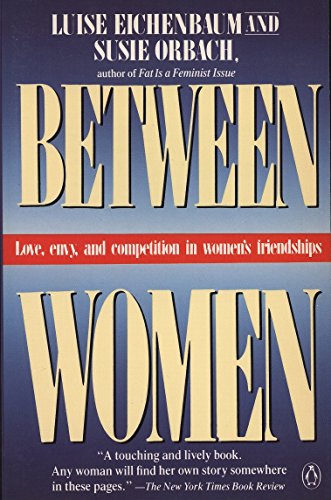 LUISE EICHENBAUM AND
SUSIE ORBACH,
author of Fat Is a Feminist Issue
BETWEEN
Love, envy, and competition in women's friendships
WOMEN
“A touching and lively book.
Any woman will find her own story somewhere
in these pages.” —The New York Times Book Review